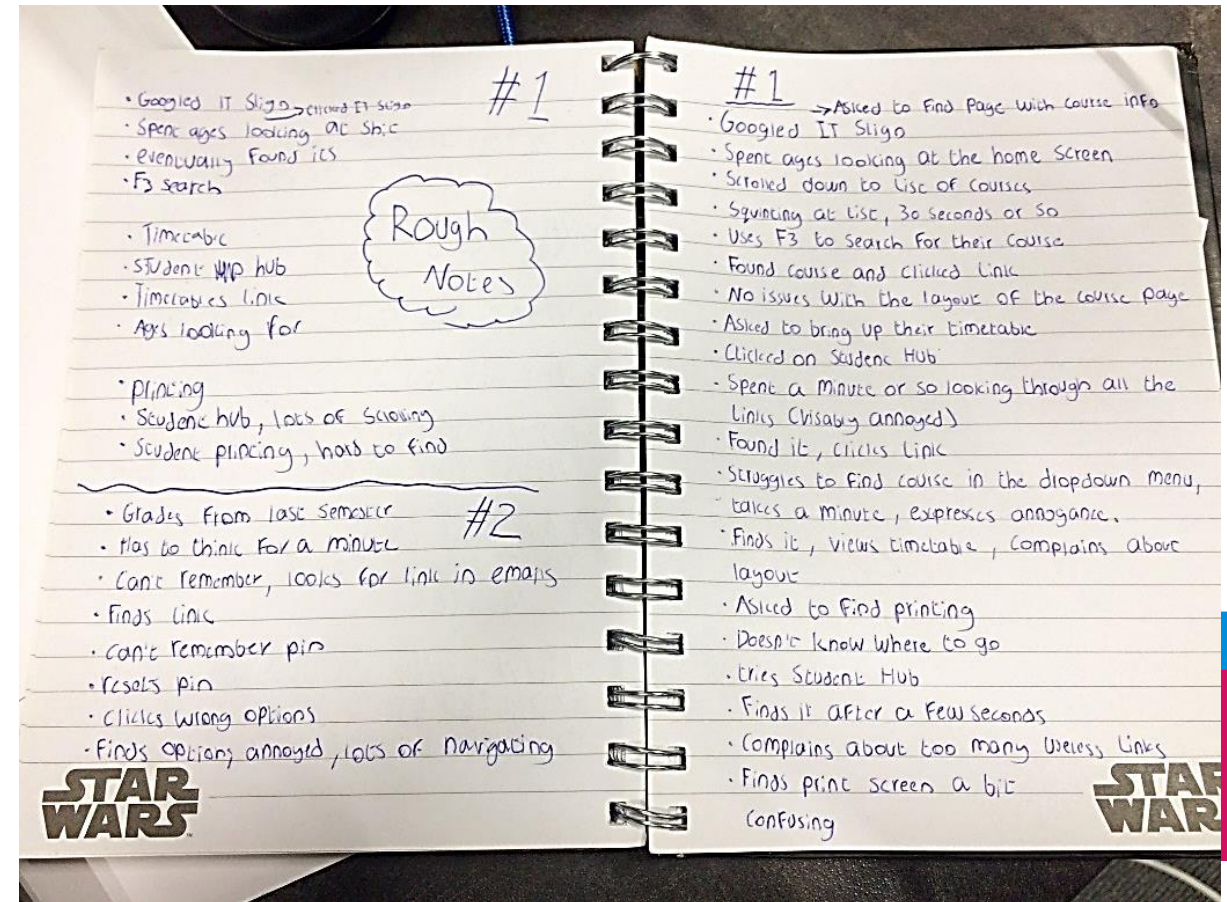 #1
• Googled IT Sligo → clicked IT Sligo
• Spent ages looking at
• eventually found its
• F3 search
Rough
Notes
• Timetable
• Student hub
• Timetables link
• Ages looking for
• printing
• Student hub, lots of scrolling
• Student printing, hard to find
#2
• Grades from last semester
• Has to think for a minute
• Can't remember, looks for link in emails
• Finds link
• can't remember pin
• resets pin
• Clicks wrong options
• Finds option, annoyed, lots of navigating
STAR
WARS
#1
→ Asked to find page with course info
• Googled IT Sligo
• Spent ages looking at the home screen
• Scrolled down to list of courses
• Squinting at list, 30 seconds or so
• Uses F3 to search for their course
• Found course and clicked link
• No issues with the layout of the course page
• Asked to bring up their timetable
• Clicked on Student Hub
• Spent a minute or so looking through all the
links (visably annoyed)
• Found it, clicks link
• Struggles to find course in the dropdown menu,
takes a minute, expresses annoyance.
• Finds it, views timetable, complains about
layout
• Asked to find printing
• Doesn't know where to go
• tries Student Hub
• Finds it after a few seconds
• Complains about too many useless links
• Finds print screen a bit
confusing
STAR
WAR